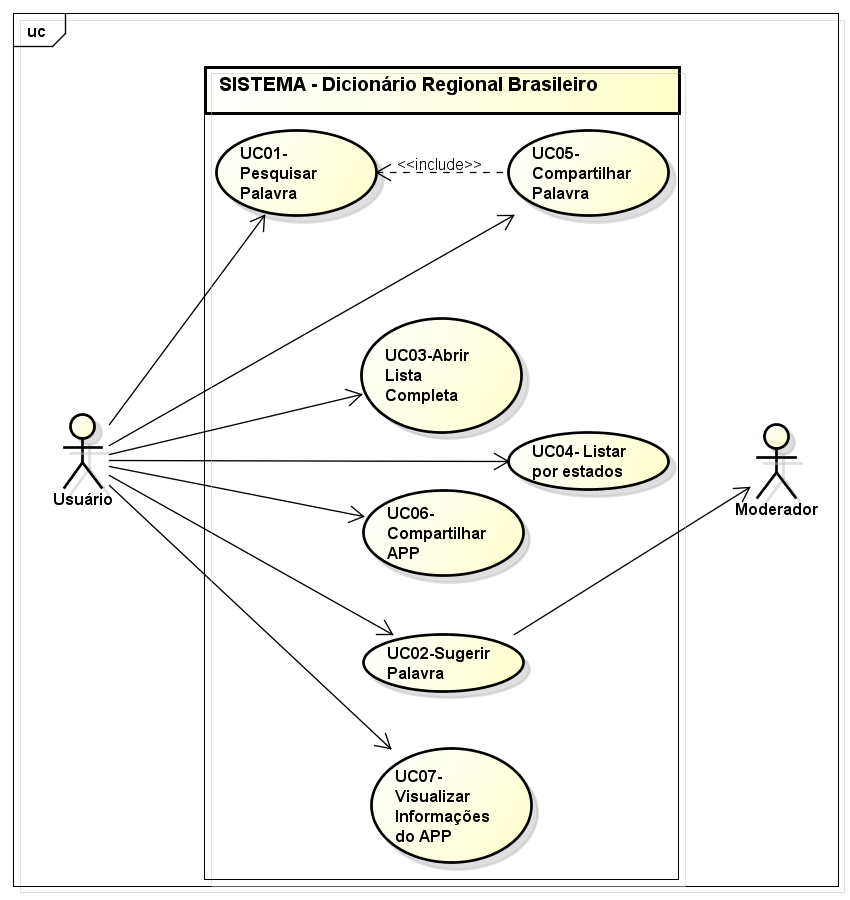 uc
SISTEMA - Dicionário Regional Brasileiro
UC01-
Pesquisar
Palavra
<<include>>
UC05-
Compartilhar
Palavra
UC03-Abrir
Lista
Completa
UC04- Listar
por estados
Usuário
Moderador
UC06-
Compartilhar
APP
UC02-Sugerir
Palavra
UC07-
Visualizar
Informações
do APP